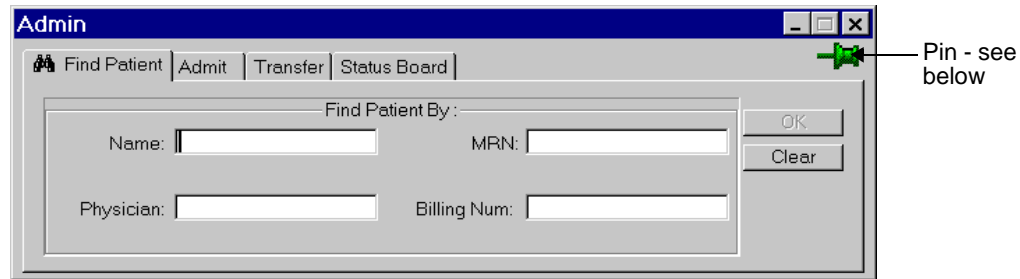 Admin
Find Patient Admit Transfer Status Board
Pin - see
below
Find Patient By :
Name: MRN: OK
Clear
Physician: Billing Num: